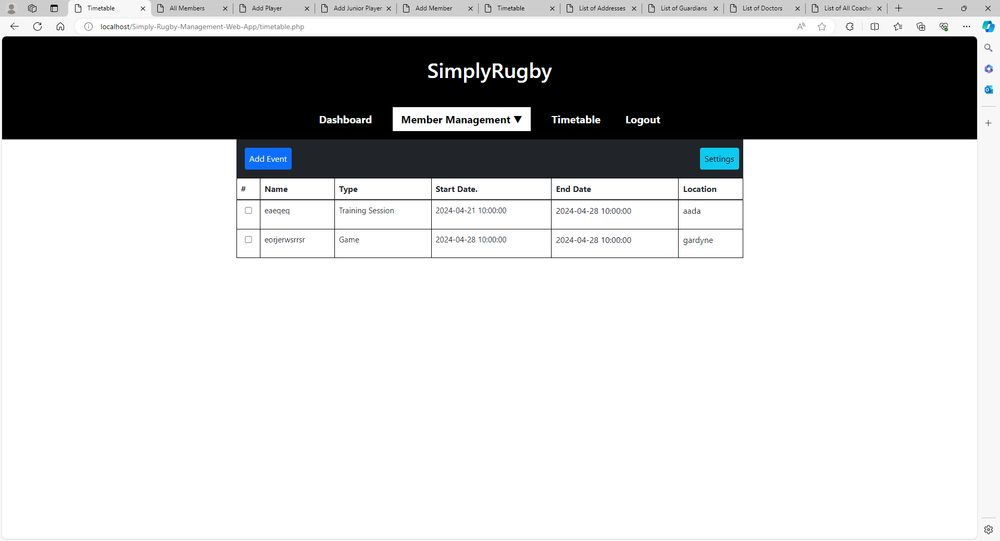 Timetable
All Members
Add Player
Add Junior Player
Add Member
Timetable
List of Addresses
List of Guardians
List of Doctors
List of All Coache
localhost/Simply-Rugby-Management-Web-App/timetable.php
SimplyRugby
Dashboard
Member Management ▼
Timetable
Logout
Add Event
Settings
# Name Type Start Date. End Date Location
eaeqeq Training Session 2024-04-21 10:00:00 2024-04-28 10:00:00 aada
eorjerwsrrsr Game 2024-04-28 10:00:00 2024-04-28 10:00:00 gardyne